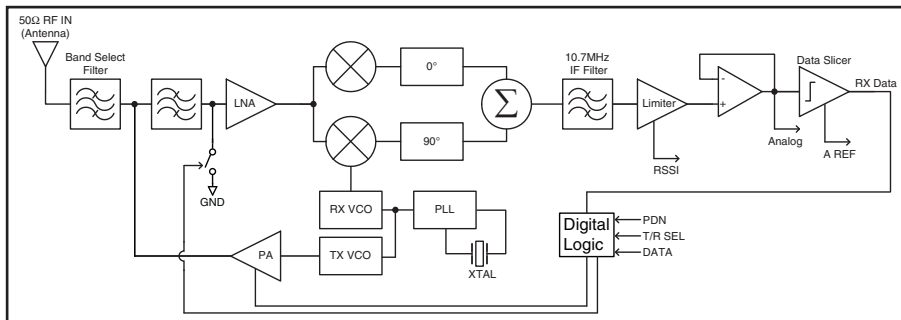 50Ω RF IN
(Antenna)
Band Select
Filter
LNA
0°
90°
Σ
10.7MHz
IF Filter
Limiter
RSSI
-
+
Analog
Data Slicer
RX Data
A REF
GND
RX VCO
PLL
XTAL
PA
TX VCO
Digital
Logic
PDN
T/R SEL
DATA